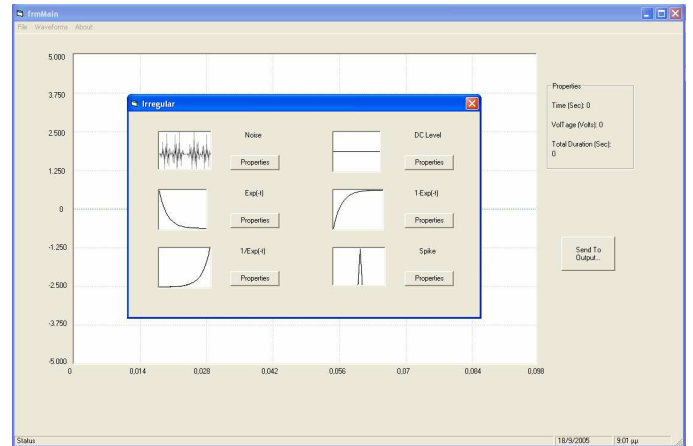 frmMain
File Waveforms About
5.000
3.750
2.500
1.250
0
-1.250
-2.500
-3.750
-5.000
0 0,014 0,028 0,042 0,056 0,07 0,084 0,098
Irregular
Noise
Properties
DC Level
Properties
Exp(-t)
Properties
1-Exp(-t)
Properties
1/Exp(-t)
Properties
Spike
Properties
Properties
Time (Sec): 0
VolTage (Volts): 0
Total Duration (Sec):
0
Send To
Output...
Status 18/9/2005 9:01 μμ